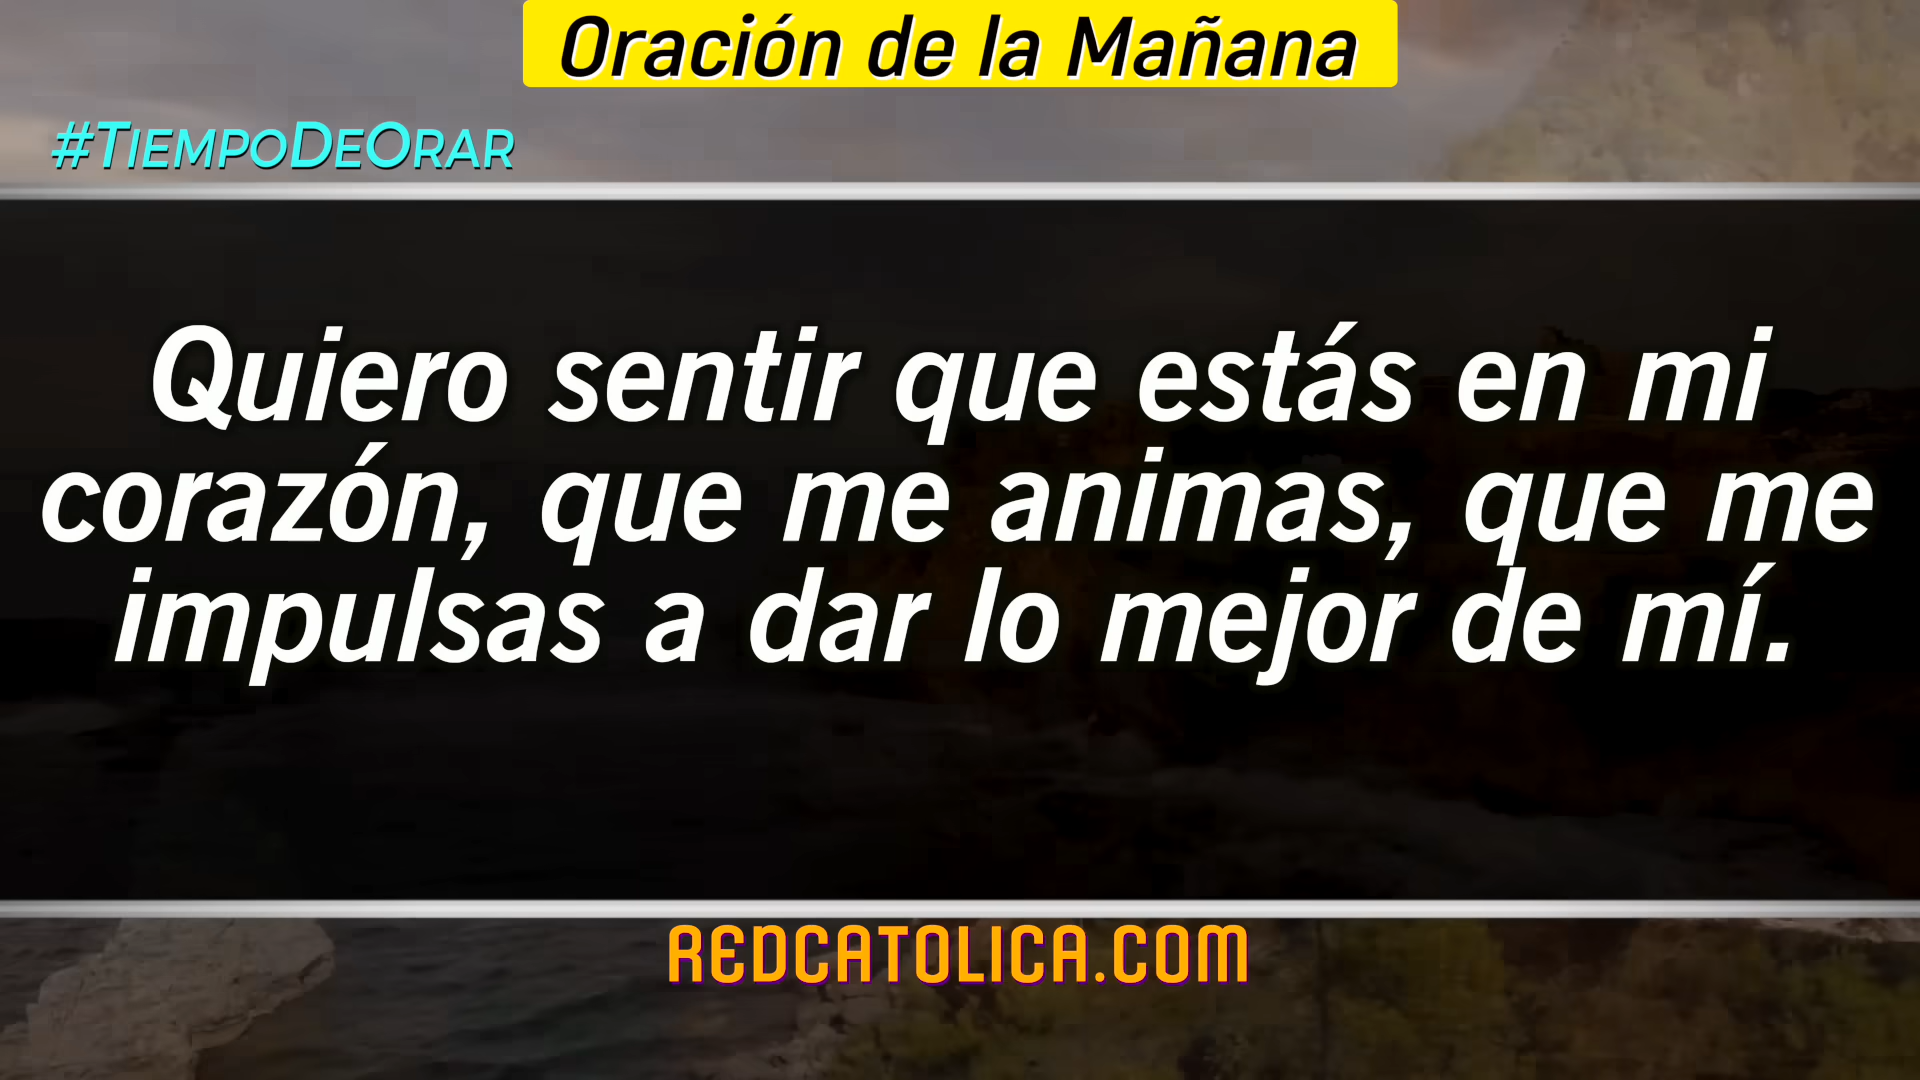 Oración de la Mañana
#TiempoDeOrar
Quiero sentir que estás en mi
corazón, que me animas, que me
impulsas a dar lo mejor de mí.
REDCATOLICA.COM